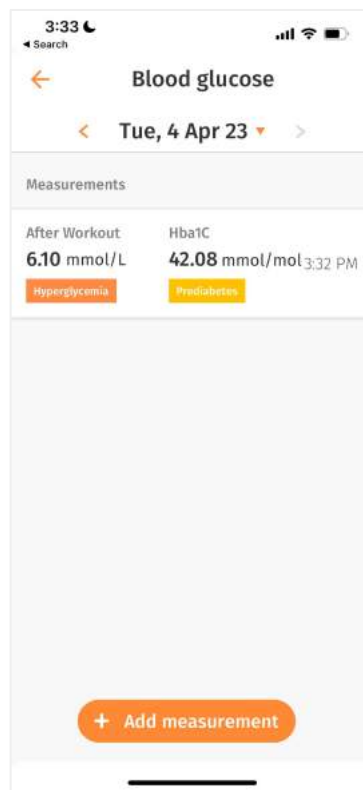 3:33
Search
Blood glucose
Tue, 4 Apr 23
Measurements
After Workout Hba1C
6.10 mmol/L 42.08 mmol/mol 3:32 PM
Hyperglycemia Prediabetes
+ Add measurement